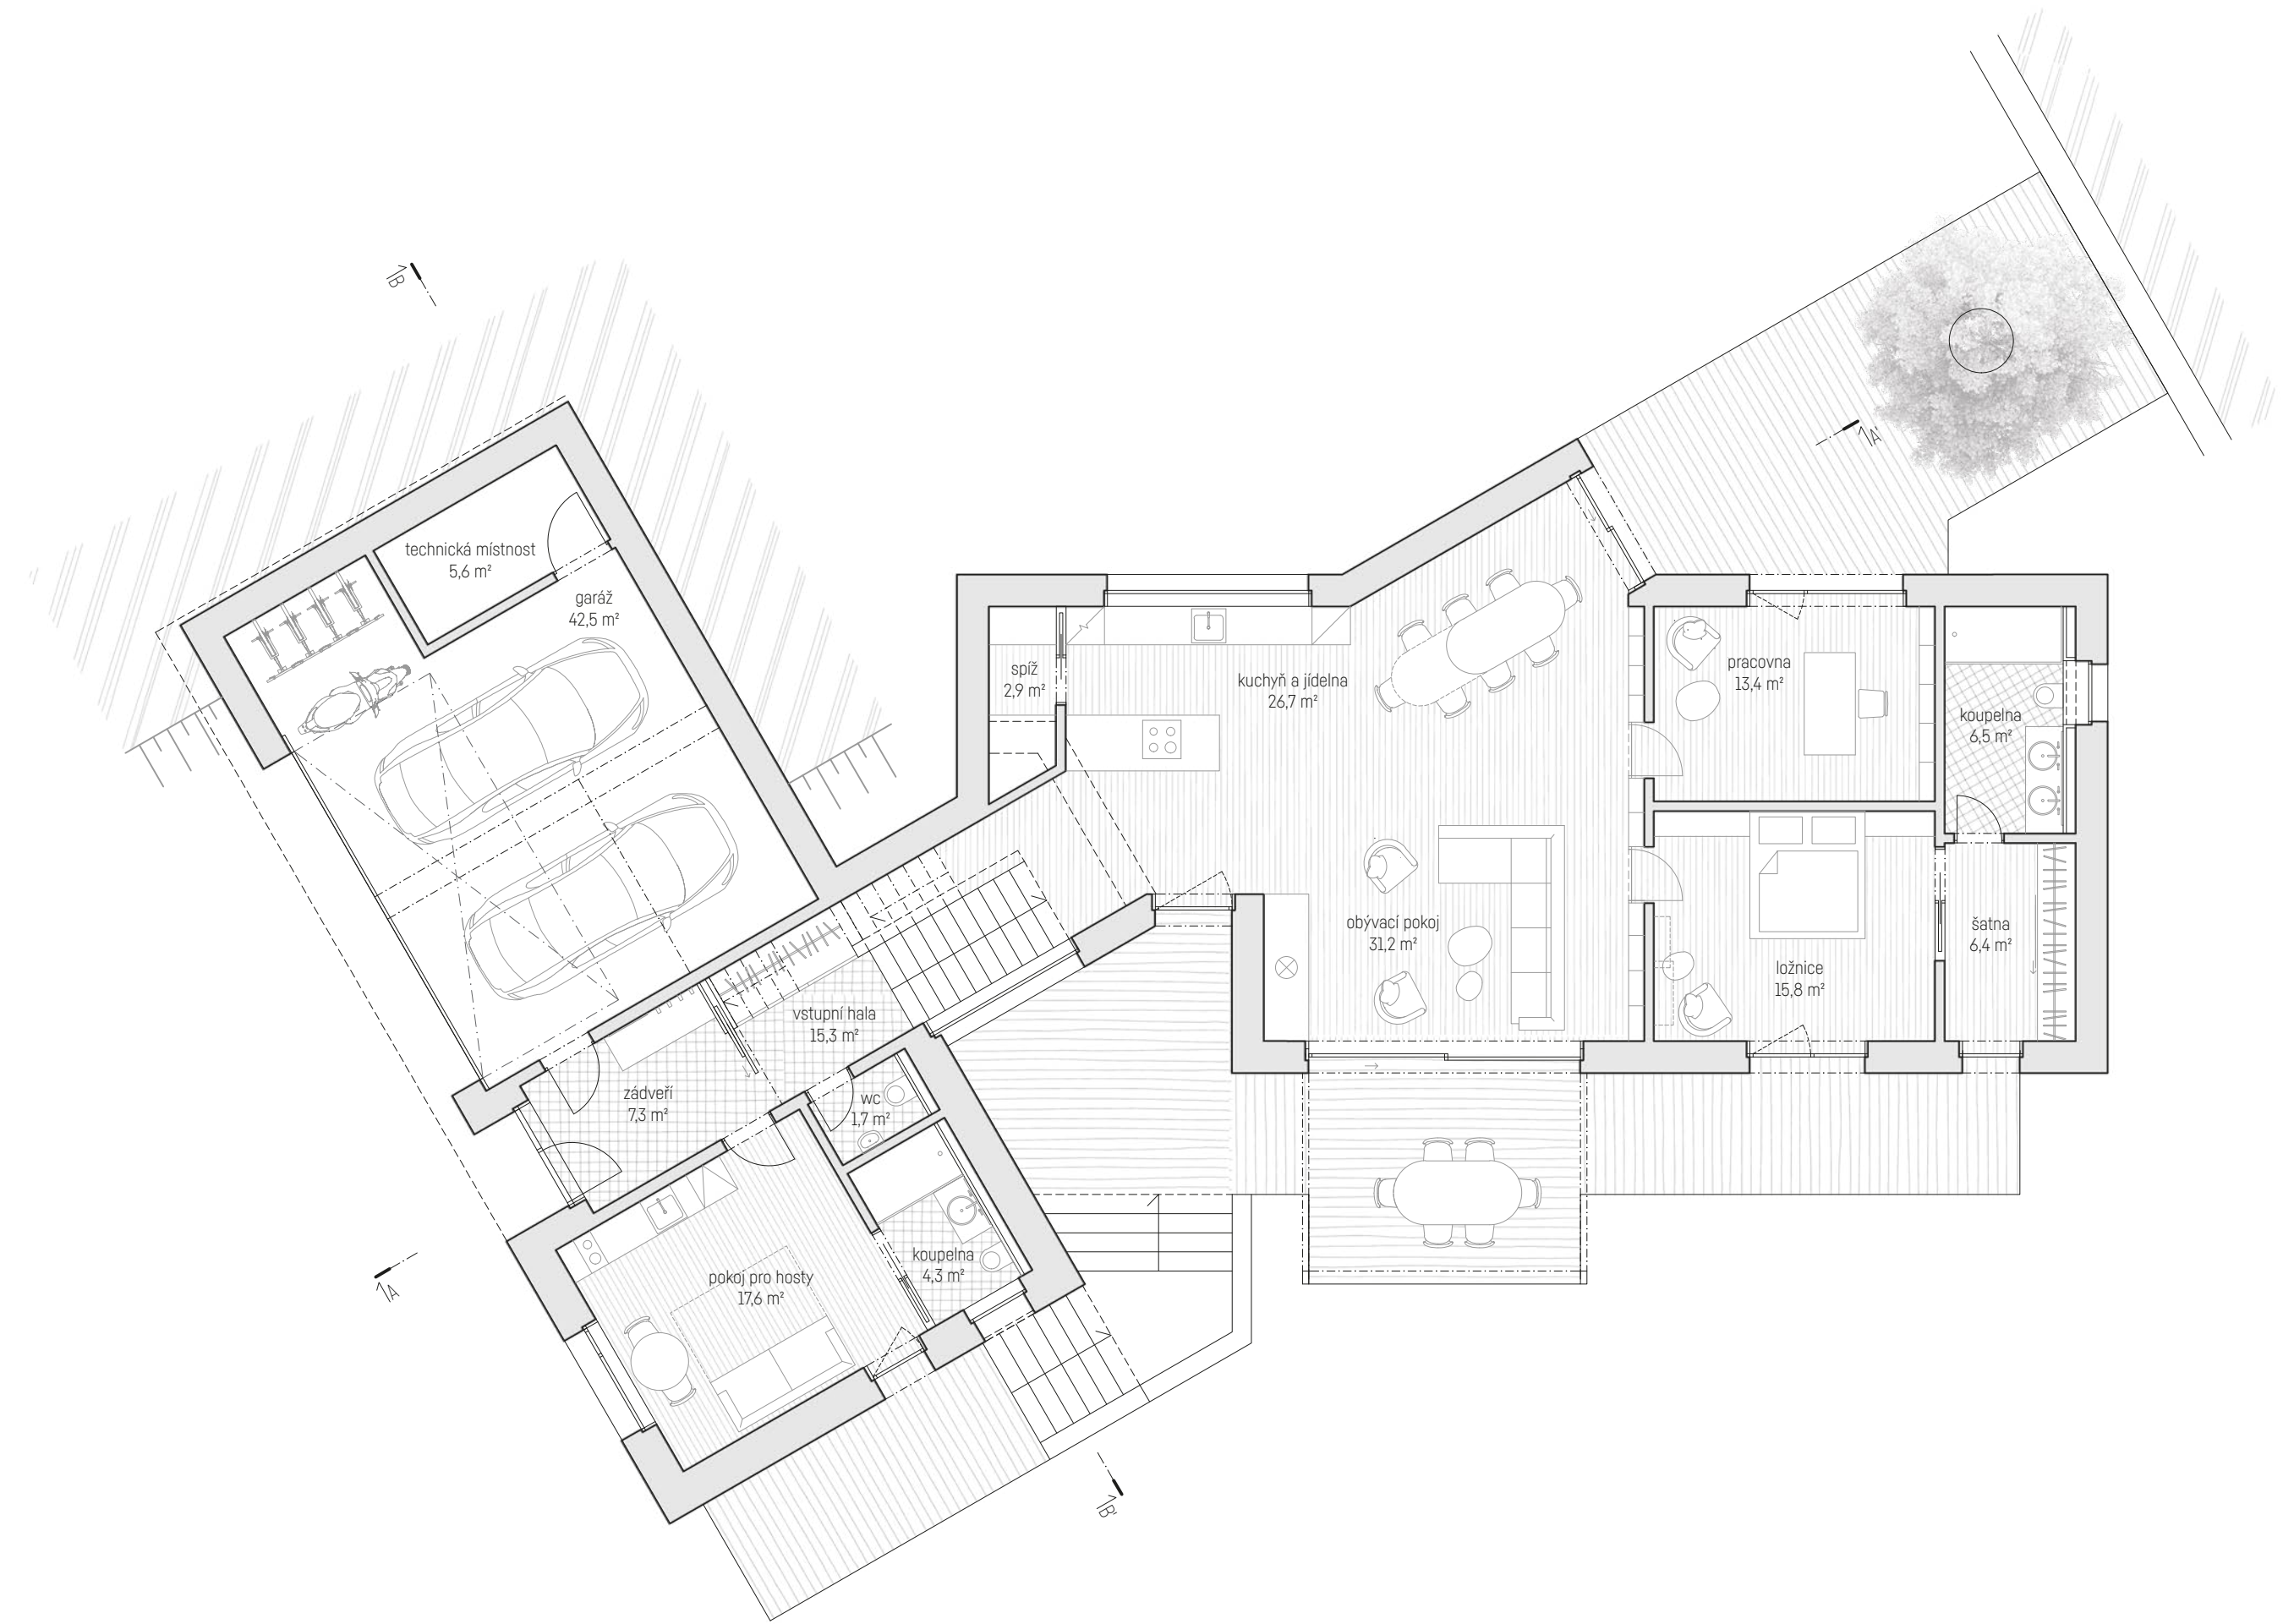 B
A'
technická místnost
5,6 m²
garáž
42,5 m²
spíž
2,9 m²
kuchyň a jídelna
26,7 m²
pracovna
13,4 m²
koupelna
6,5 m²
obývací pokoj
31,2 m²
ložnice
15,8 m²
šatna
6,4 m²
vstupní hala
15,3 m²
zádveří
7,3 m²
wc
1,7 m²
koupelna
4,3 m²
pokoj pro hosty
17,6 m²
A
B'